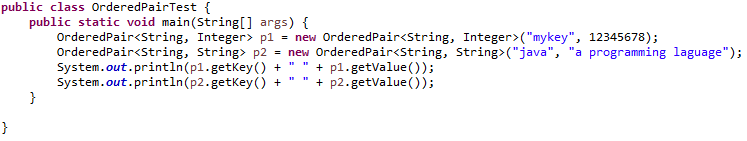 public class OrderedPairTest {
public static void main(String[] args) {
OrderedPair<String, Integer> p1 = new OrderedPair<String, Integer>("mykey", 12345678);
OrderedPair<String, String> p2 = new OrderedPair<String, String>("java", "a programming laguage");
System.out.println(p1.getKey() + " " + p1.getValue());
System.out.println(p2.getKey() + " " + p2.getValue());
}
}